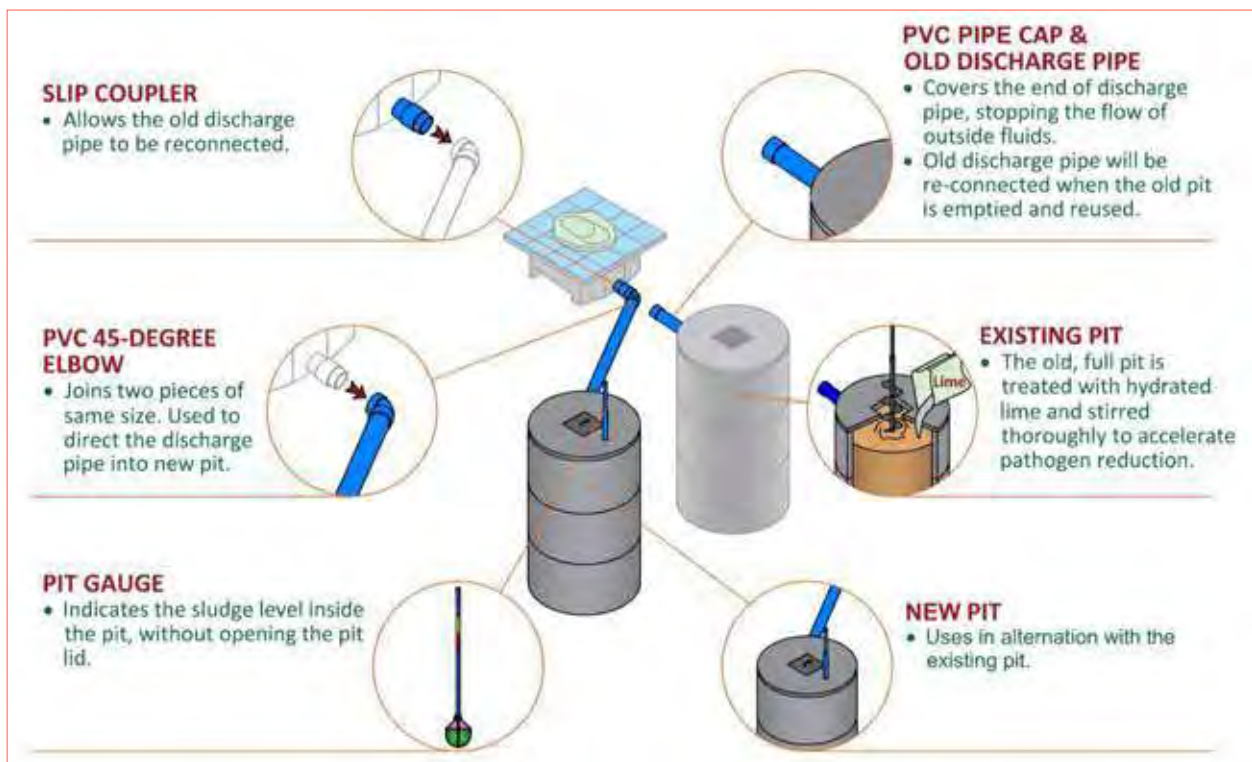 SLIP COUPLER
• Allows the old discharge
pipe to be reconnected.
PVC PIPE CAP &
OLD DISCHARGE PIPE
• Covers the end of discharge
pipe, stopping the flow of
outside fluids.
• Old discharge pipe will be
re-connected when the old pit
is emptied and reused.
PVC 45-DEGREE
ELBOW
• Joins two pieces of
same size. Used to
direct the discharge
pipe into new pit.
Lime
EXISTING PIT
• The old, full pit is
treated with hydrated
lime and stirred
thoroughly to accelerate
pathogen reduction.
PIT GAUGE
• Indicates the sludge level inside
the pit, without opening the pit
lid.
NEW PIT
• Uses in alternation with the
existing pit.